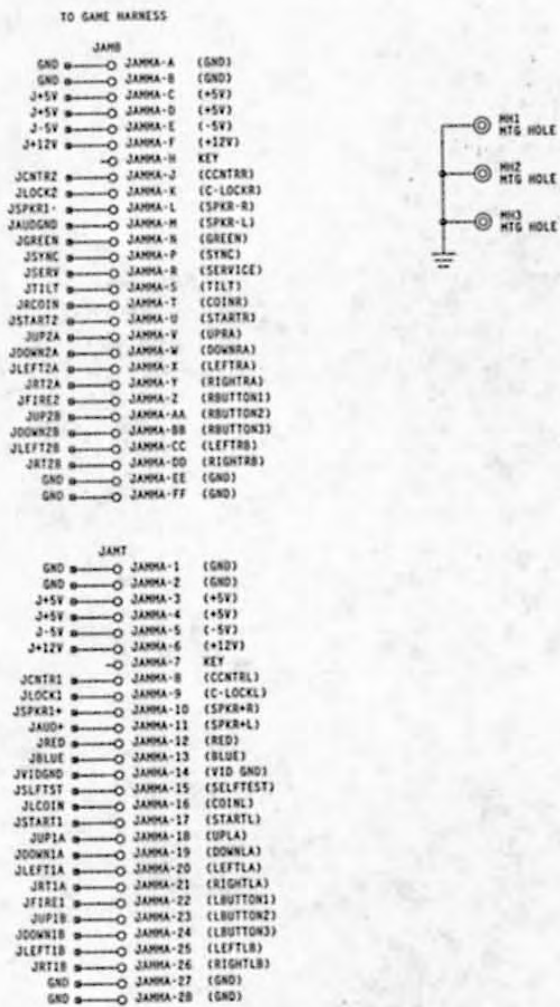 TO GAME HARNESS
JAMB
GND JAMMA-A (GND)
GND JAMMA-B (GND)
J+5V JAMMA-C (+5V)
J+5V JAMMA-D (+5V)
J-5V JAMMA-E (-5V)
J+12V JAMMA-F (+12V)
JAMMA-H KEY
JCNTR2 JAMMA-J (CCNTRR)
JLOCK2 JAMMA-K (C-LOCKR)
JSPKR1- JAMMA-L (SPKR-R)
JAUDGND JAMMA-M (SPKR-L)
JGREEN JAMMA-N (GREEN)
JSYNC JAMMA-P (SYNC)
JSERV JAMMA-R (SERVICE)
JTILT JAMMA-S (TILT)
JRCOIN JAMMA-T (COINR)
JSTART2 JAMMA-U (STARTR)
JUP2A JAMMA-V (UPRA)
JDOWN2A JAMMA-W (DOWNRA)
JLEFT2A JAMMA-X (LEFTRA)
JRT2A JAMMA-Y (RIGHTRA)
JFIRE2 JAMMA-Z (RBUTTON1)
JUP2B JAMMA-AA (RBUTTON2)
JDOWN2B JAMMA-BB (RBUTTON3)
JLEFT2B JAMMA-CC (LEFTRB)
JRT2B JAMMA-DD (RIGHTRB)
GND JAMMA-EE (GND)
GND JAMMA-FF (GND)
MH1
MTG HOLE
MH2
MTG HOLE
MH3
MTG HOLE
JAMT
GND JAMMA-1 (GND)
GND JAMMA-2 (GND)
J+5V JAMMA-3 (+5V)
J+5V JAMMA-4 (+5V)
J-5V JAMMA-5 (-5V)
J+12V JAMMA-6 (+12V)
JAMMA-7 KEY
JCNTR1 JAMMA-8 (CCNTRL)
JLOCK1 JAMMA-9 (C-LOCKL)
JSPKR1+ JAMMA-10 (SPKR+R)
JAUD+ JAMMA-11 (SPKR+L)
JRED JAMMA-12 (RED)
JBLUE JAMMA-13 (BLUE)
JVIDGND JAMMA-14 (VID GND)
JSLFTST JAMMA-15 (SELFTEST)
JLCOIN JAMMA-16 (COINL)
JSTART1 JAMMA-17 (STARTL)
JUP1A JAMMA-18 (UPLA)
JDOWN1A JAMMA-19 (DOWNLA)
JLEFT1A JAMMA-20 (LEFTLA)
JRT1A JAMMA-21 (RIGHTLA)
JFIRE1 JAMMA-22 (LBUTTON1)
JUP1B JAMMA-23 (LBUTTON2)
JDOWN1B JAMMA-24 (LBUTTON3)
JLEFT1B JAMMA-25 (LEFTLB)
JRT1B JAMMA-26 (RIGHTLB)
GND JAMMA-27 (GND)
GND JAMMA-28 (GND)